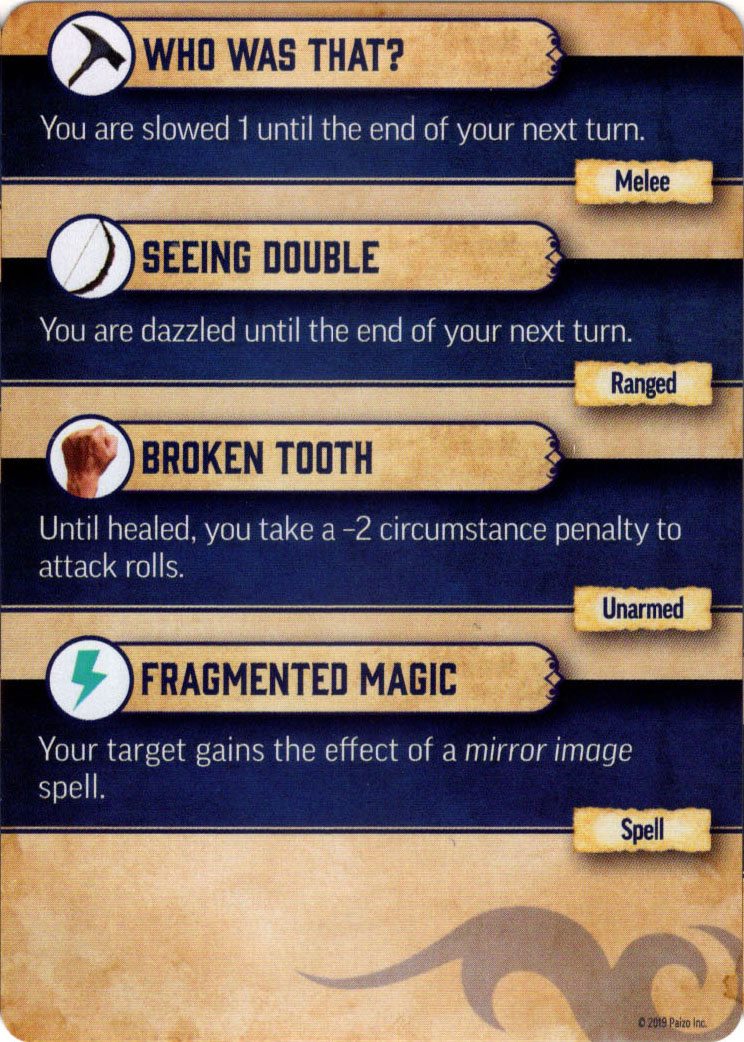 WHO WAS THAT?
You are slowed 1 until the end of your next turn.
Melee
SEEING DOUBLE
You are dazzled until the end of your next turn.
Ranged
BROKEN TOOTH
Until healed, you take a –2 circumstance penalty to
attack rolls.
Unarmed
FRAGMENTED MAGIC
Your target gains the effect of a mirror image
spell.
Spell
© 2019 Paizo Inc.